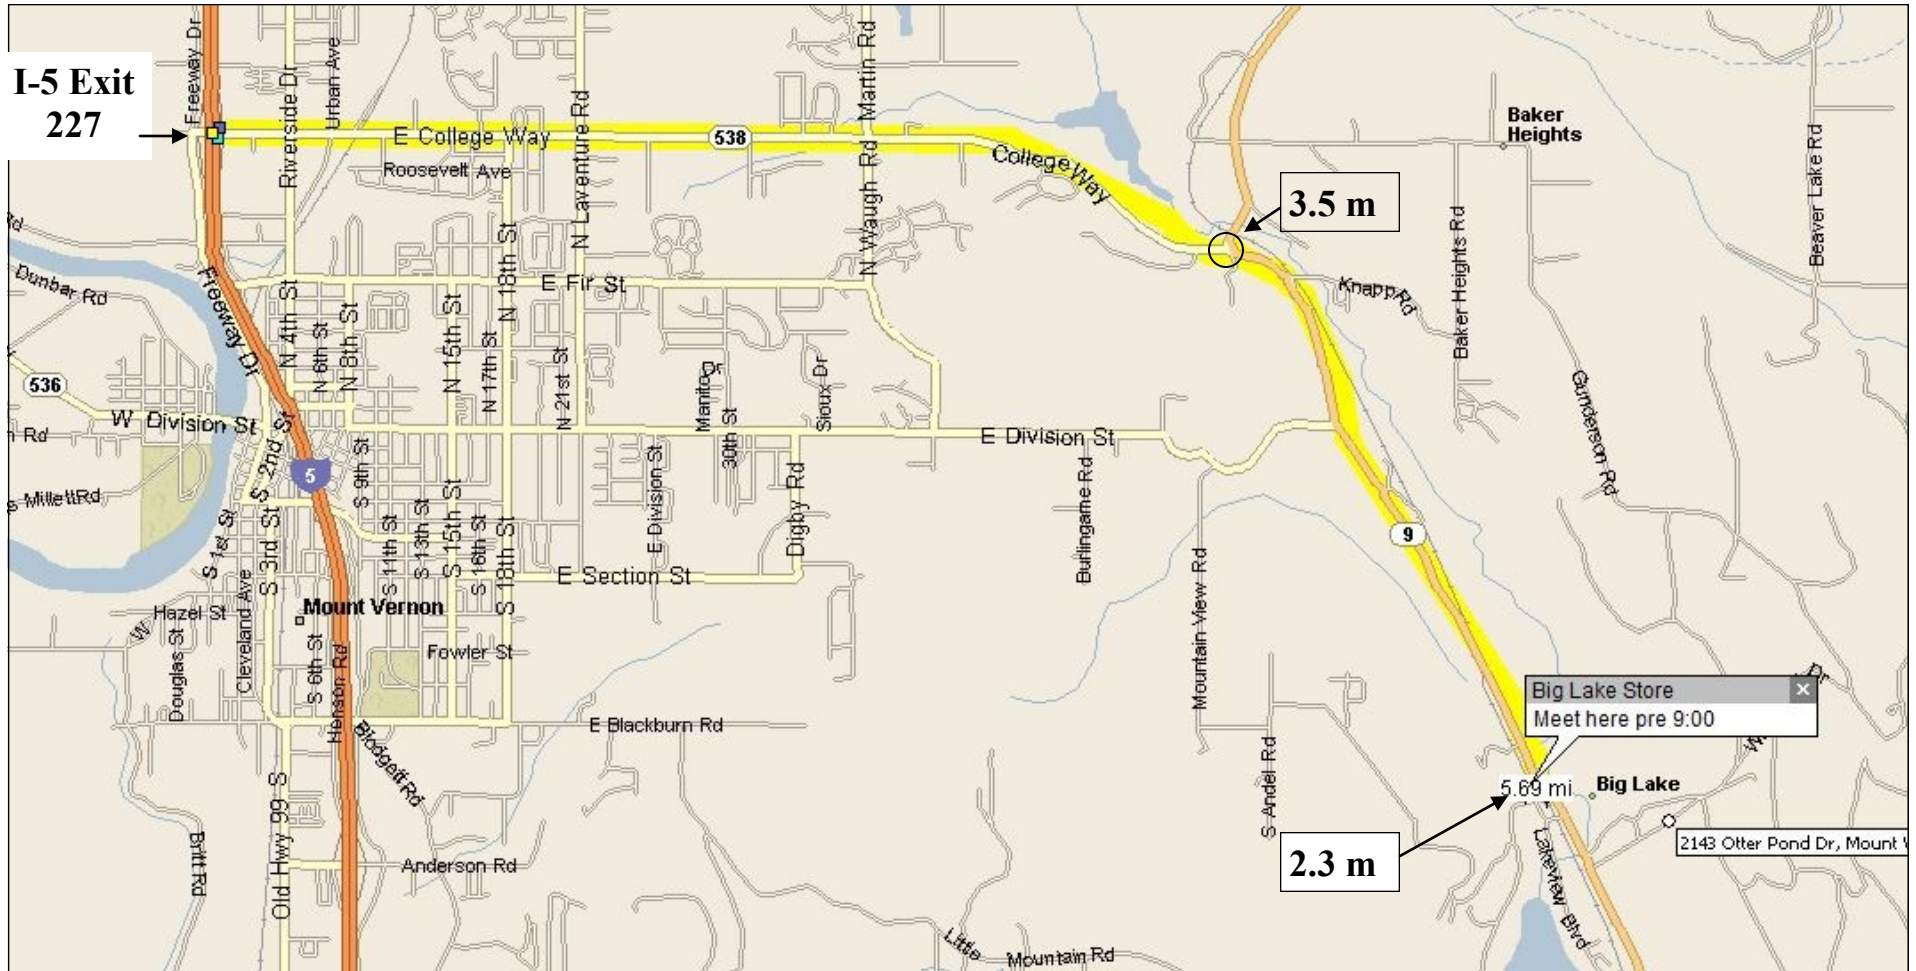 Freeway Dr
I-5 Exit
227
Riverside Dr
Urban Ave
E College Way
538
Roosevelt Ave
N Laventure Rd
Martin Rd
N Waugh Rd
College Way
3.5 m
Baker
Heights
Beaver Lake Rd
Baker Heights Rd
Knapp Rd
Gunderson Rd
Rd
Dunbar Rd
Freeway Dr
536
W Division St
n Rd
s Millett Rd
N 4th St
N 6th St
N 8th St
N 15th St
N 17th St
N 18th St
E Fir St
N 21st St
Manito Dr
30th St
Sioux Dr
E Division St
5
S 2nd St
S 1st St
S 3rd St
S 9th St
S 11th St
S 13th St
S 15th St
S 16th St
S 18th St
E Division St
Digby Rd
E Section St
Burlingame Rd
Mountain View Rd
9
Mount Vernon
W Hazel St
Douglas St
Cleveland Ave
S 6th St
Henson Rd
Fowler St
E Blackburn Rd
Blodgett Rd
Old Hwy 99 S
Britt Rd
Anderson Rd
S Andel Rd
Big Lake Store
Meet here pre 9:00
Dr
W
5.69 mi
Big Lake
2.3 m
2143 Otter Pond Dr, Mount
Lakeview Blvd
Little Mountain Rd